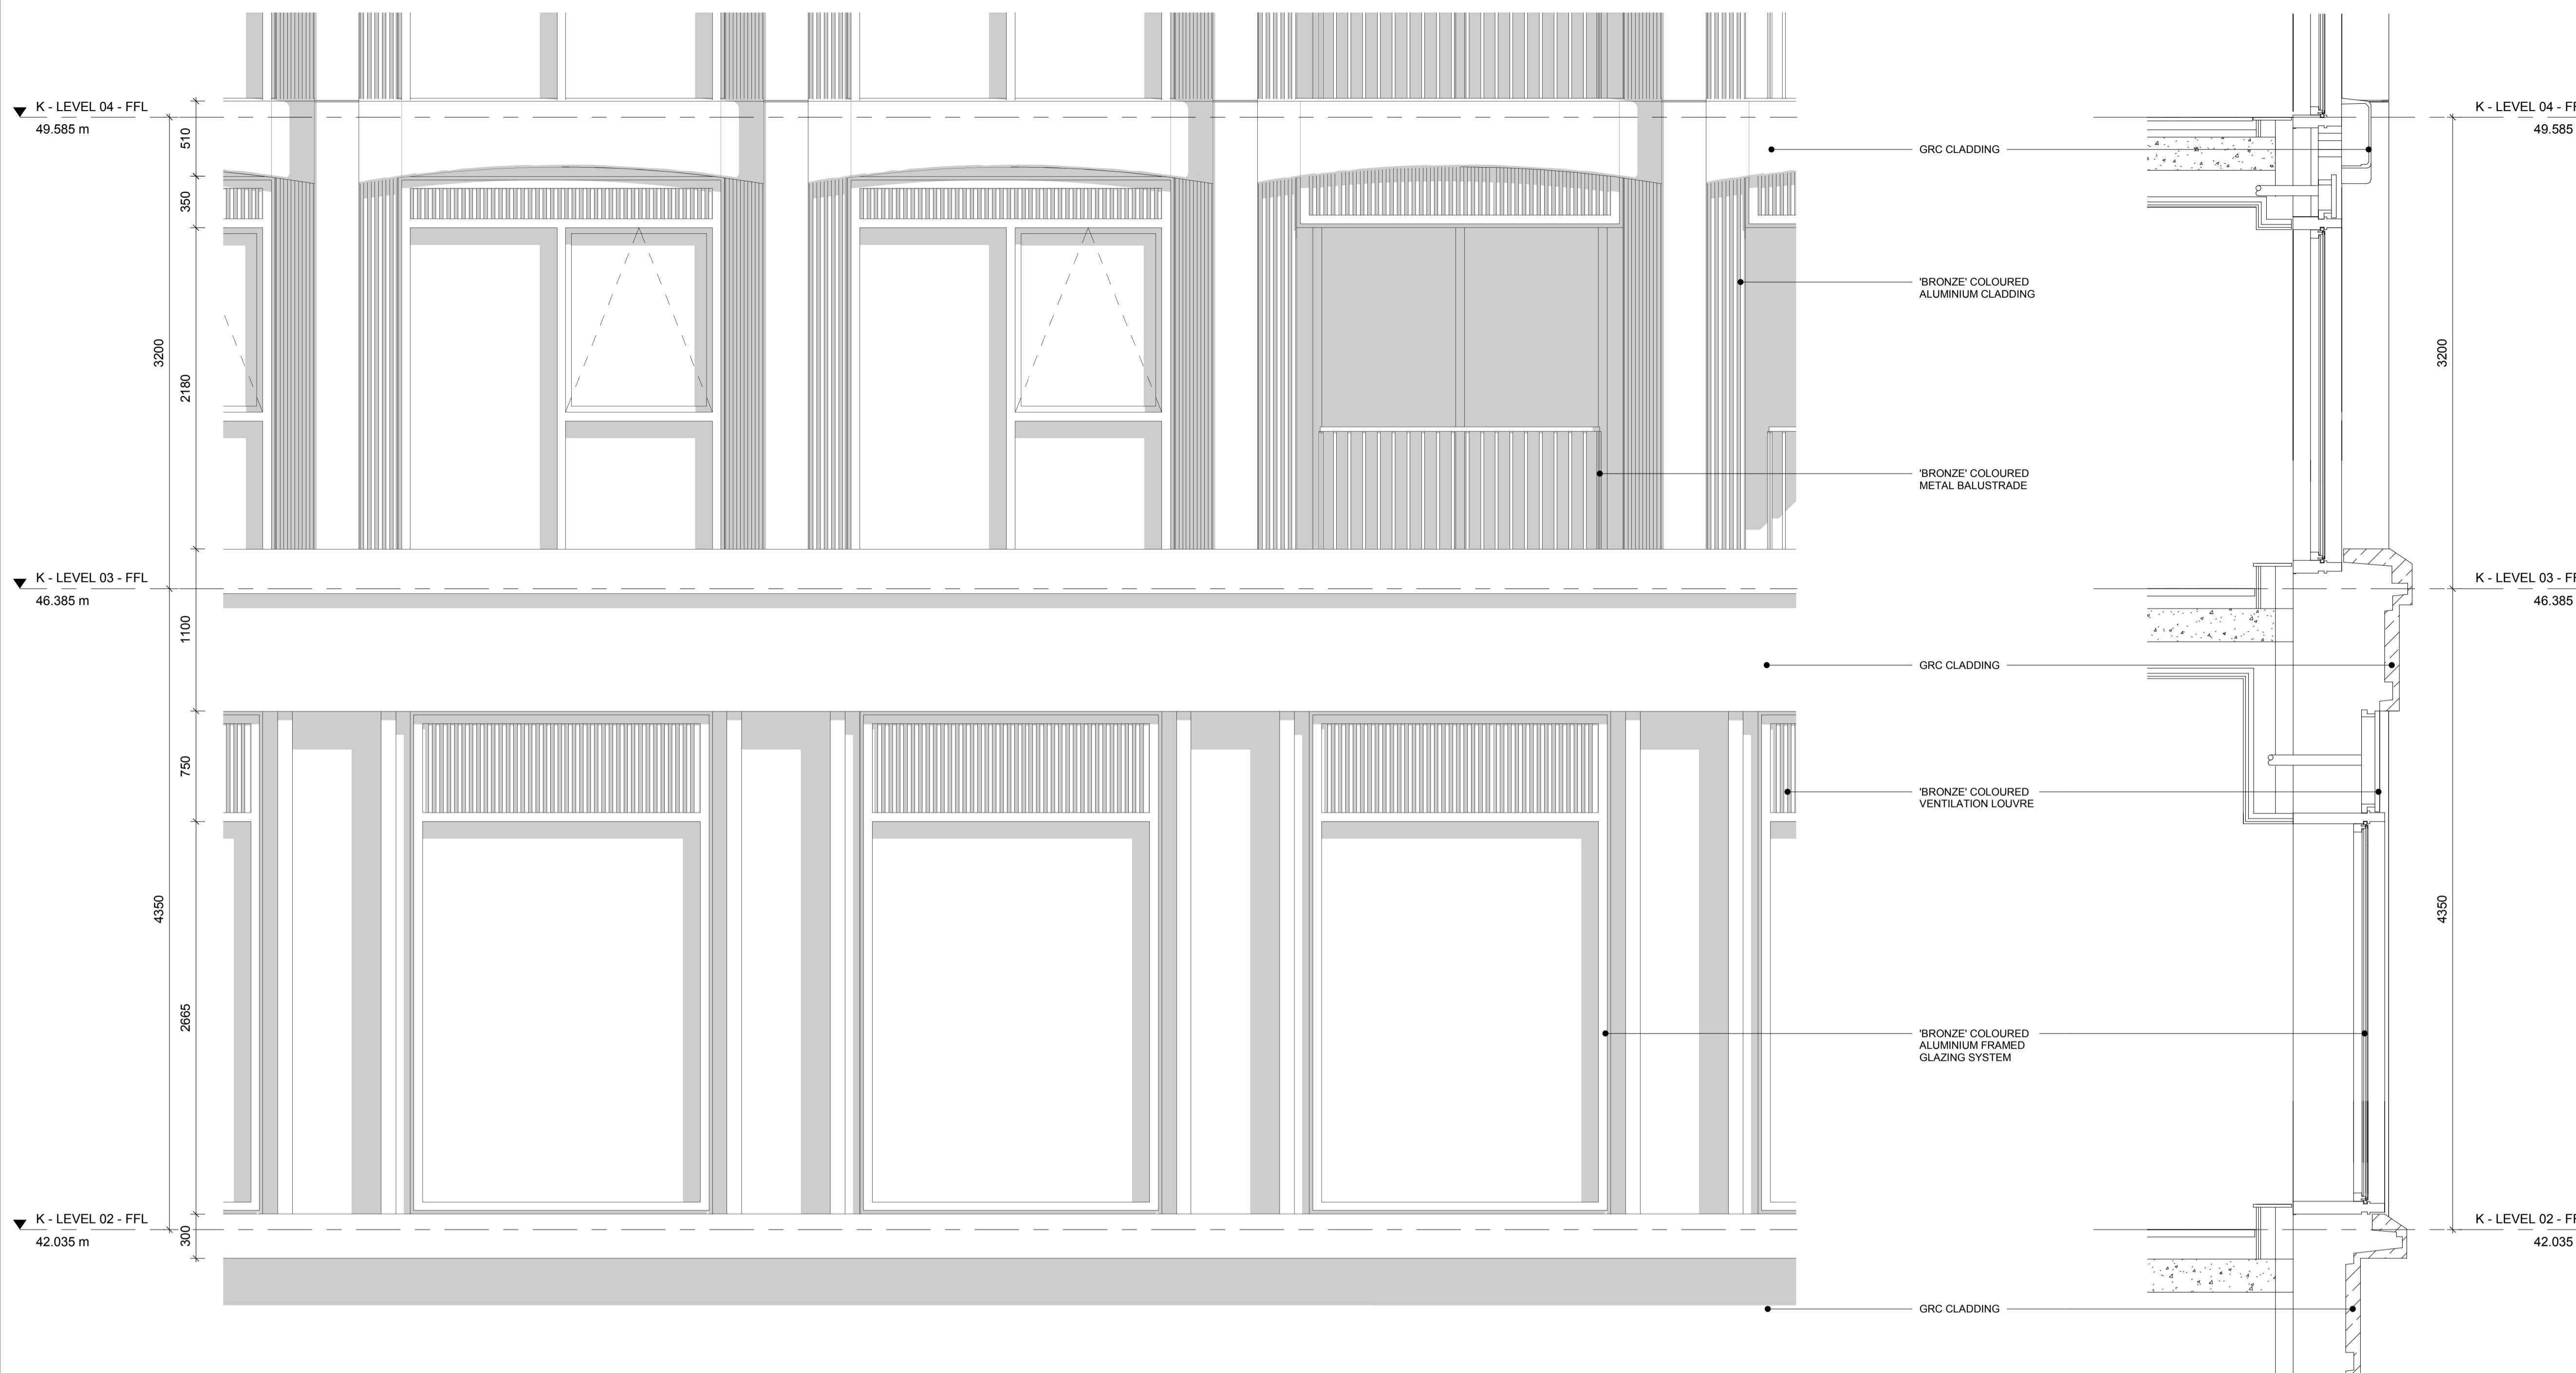 K - LEVEL 04 - FFL
49.585 m
510
350
3200
2180
K - LEVEL 03 - FFL
46.385 m
1100
750
4350
2665
K - LEVEL 02 - FFL
42.035 m
300
GRC CLADDING
'BRONZE' COLOURED
ALUMINIUM CLADDING
'BRONZE' COLOURED
METAL BALUSTRADE
GRC CLADDING
'BRONZE' COLOURED
VENTILATION LOUVRE
'BRONZE' COLOURED
ALUMINIUM FRAMED
GLAZING SYSTEM
GRC CLADDING
K - LEVEL 04 -
49.585
3200
K - LEVEL 03 -
46.385
4350
K - LEVEL 02 -
42.035